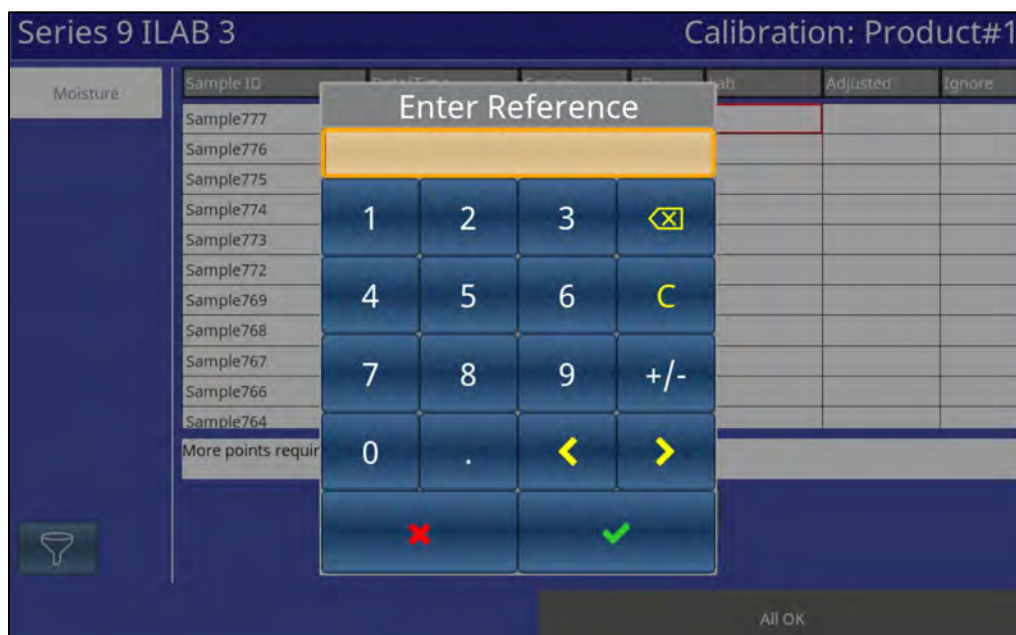 Series 9 ILAB 3 Calibration: Product#1
Moisture
Sample ID Adjusted Ignore
Enter Reference
Sample777
Sample776
Sample775
Sample774
Sample773
Sample772
Sample769
Sample768
Sample767
Sample766
Sample764
1 2 3
4 5 6 C
7 8 9 +/-
0 .
More points requir
All OK